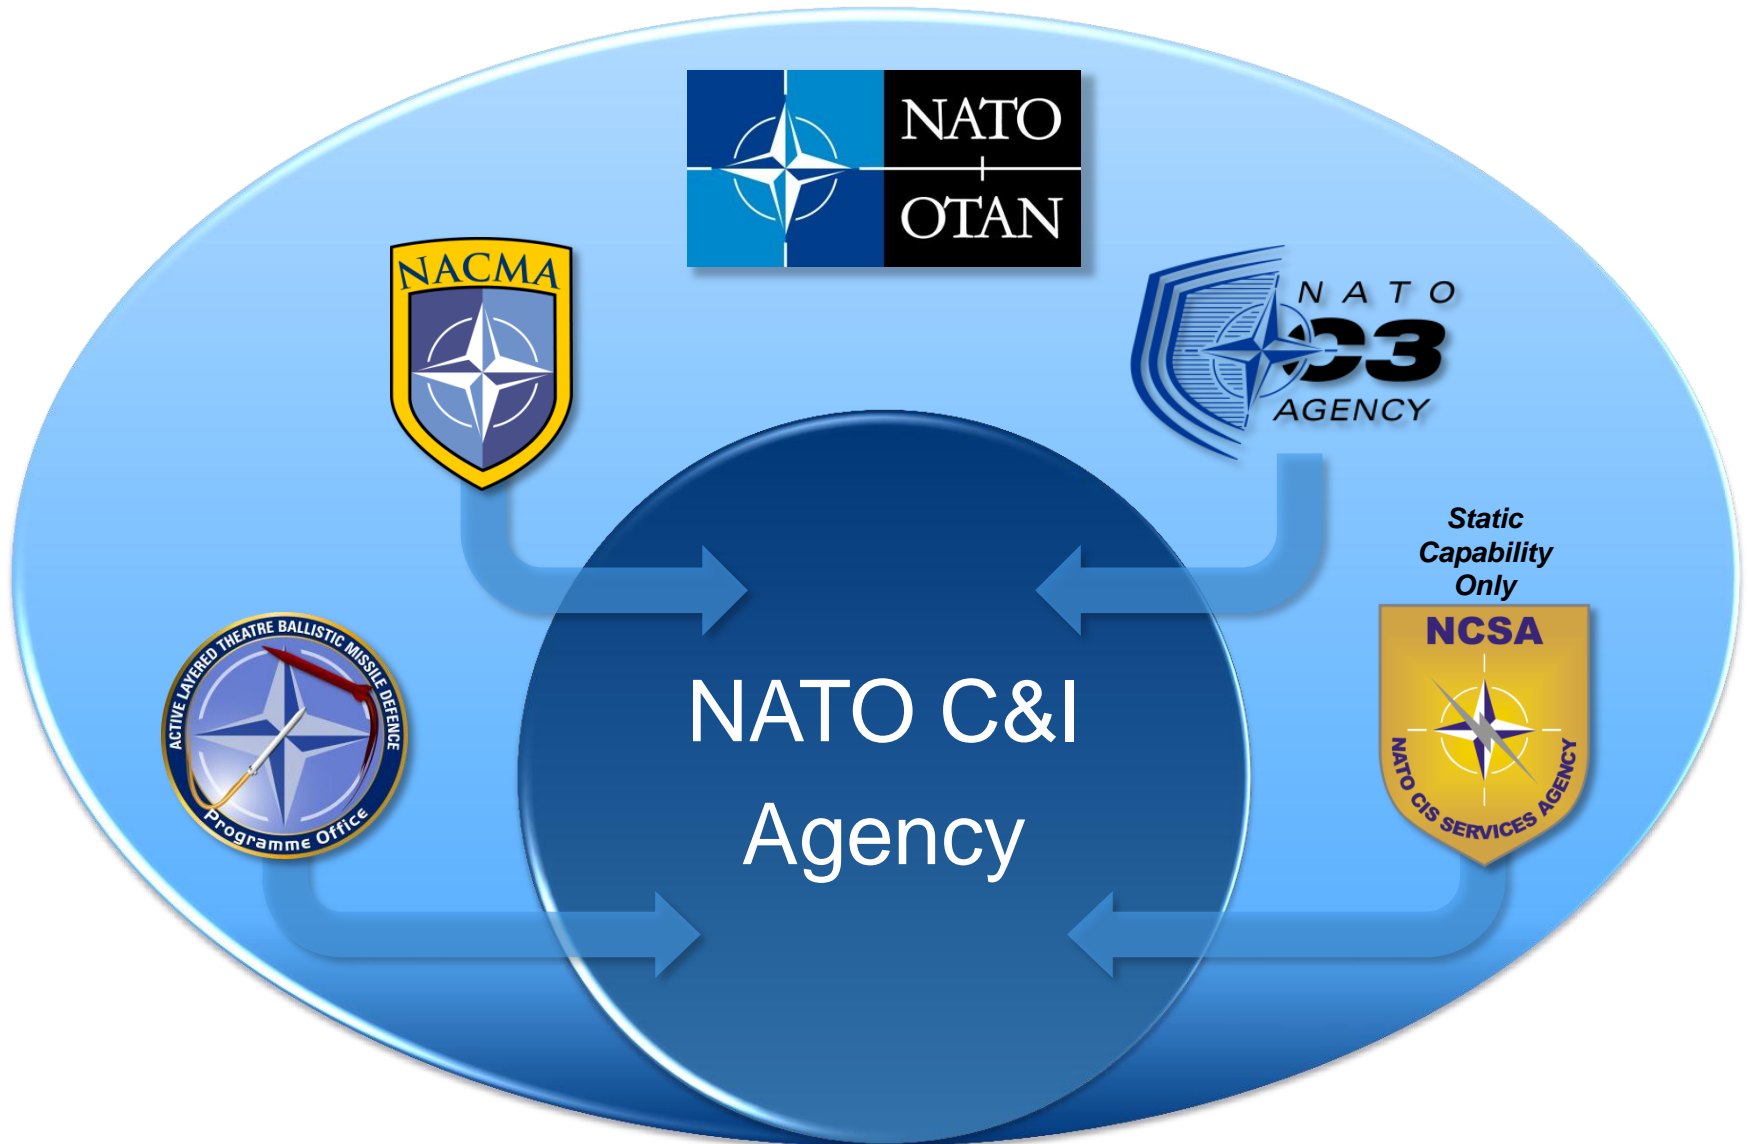 NATO
OTAN
NACMA
NATO
C3
AGENCY
Static
Capability
Only
NCSA
NATO CIS SERVICES AGENCY
ACTIVE LAYERED THEATRE BALLISTIC MISSILE DEFENCE
Programme Office
NATO C&I
Agency